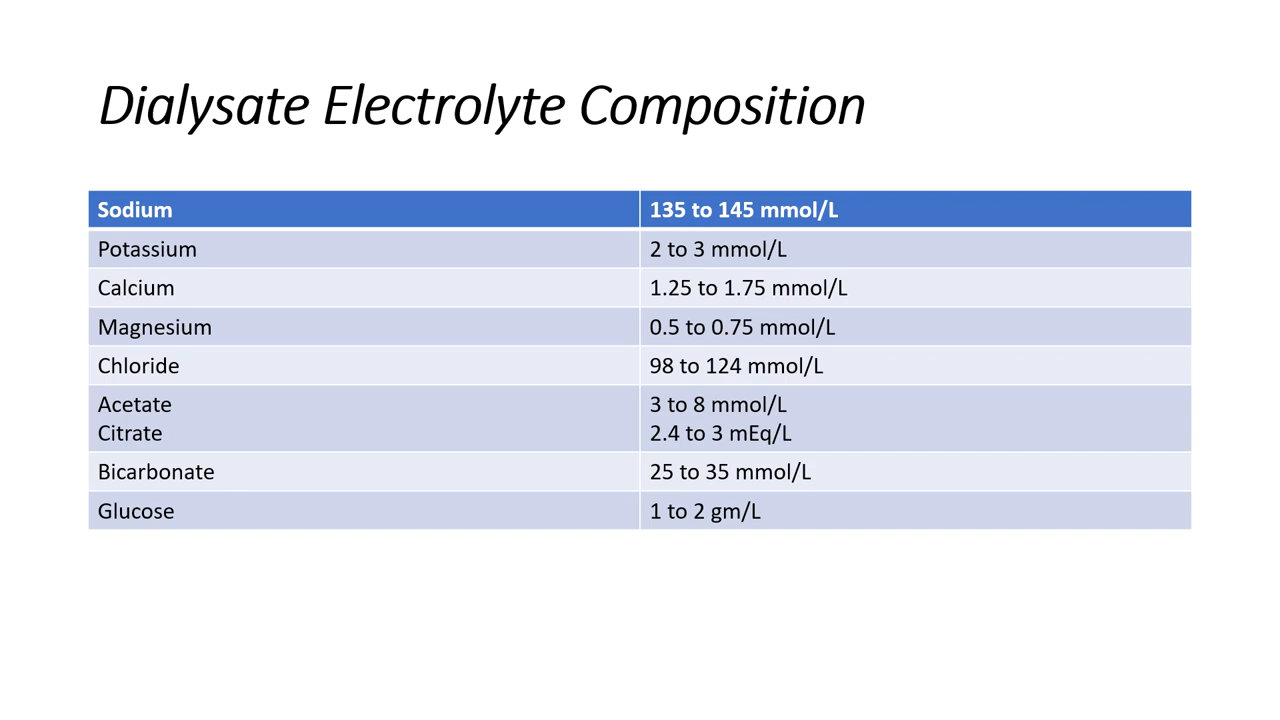 Dialysate Electrolyte Composition
Sodium 135 to 145 mmol/L
Potassium 2 to 3 mmol/L
Calcium 1.25 to 1.75 mmol/L
Magnesium 0.5 to 0.75 mmol/L
Chloride 98 to 124 mmol/L
Acetate 3 to 8 mmol/L
Citrate 2.4 to 3 mEq/L
Bicarbonate 25 to 35 mmol/L
Glucose 1 to 2 gm/L